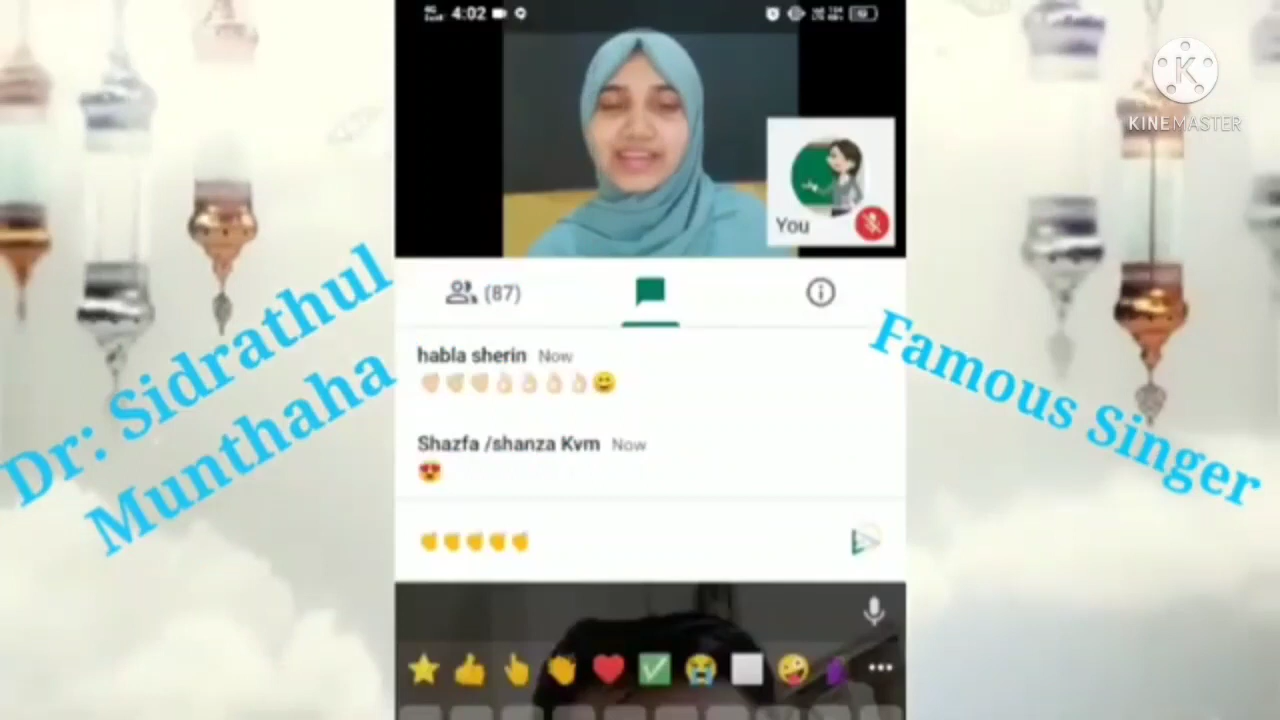 4:02
KINEMASTER
You
(87)
habla sherin Now
Shazfa /shanza Kvm Now
Dr: Sidrathul
Munthaha
Famous Singer